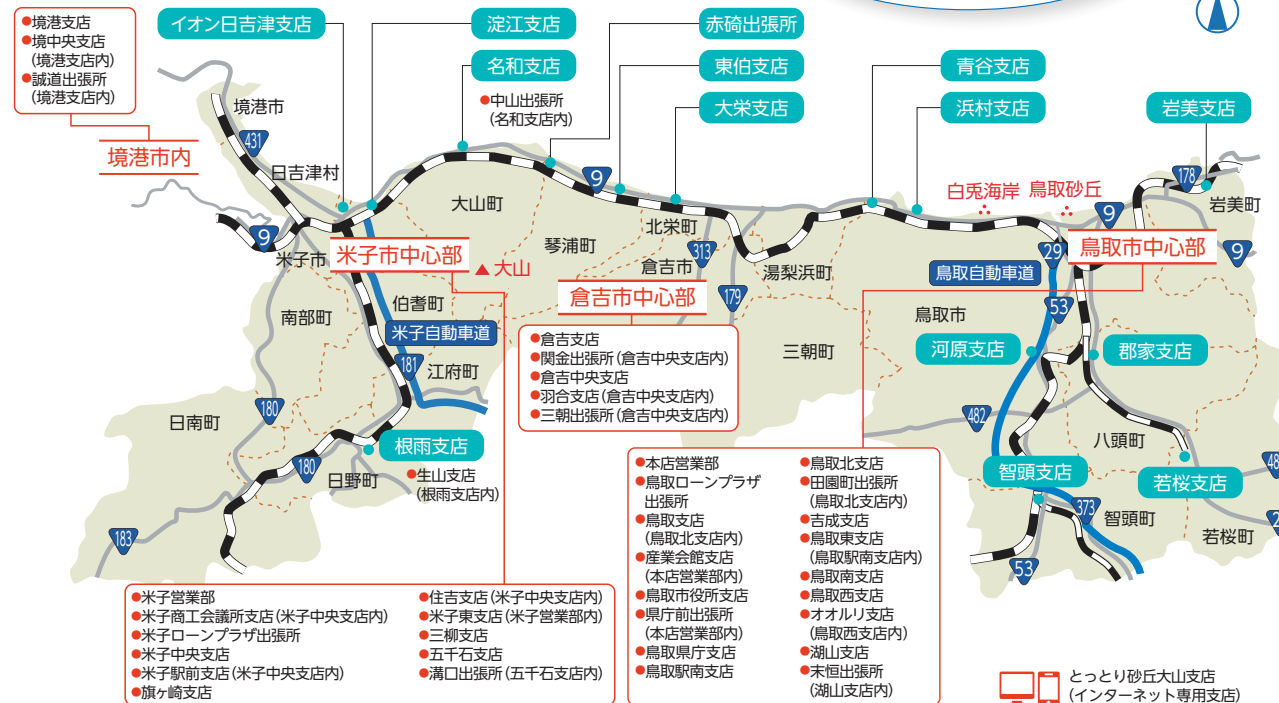 ●境港支店
●境中央支店
(境港支店内)
●誠道出張所
(境港支店内)
境港市内
イオン日吉津支店
淀江支店
名和支店
●中山出張所
(名和支店内)
赤碕出張所
東伯支店
大栄支店
青谷支店
浜村支店
岩美支店
境港市
431
日吉津村
9
米子市
米子市中心部
大山町
▲大山
琴浦町
9
北栄町
倉吉市
313
179
湯梨浜町
倉吉市中心部
白兎海岸
鳥取砂丘
9
178
岩美町
9
鳥取市中心部
29
鳥取自動車道
53
鳥取市
南部町
伯耆町
米子自動車道
181
江府町
三朝町
河原支店
郡家支店
●倉吉支店
●関金出張所(倉吉中央支店内)
●倉吉中央支店
●羽合支店(倉吉中央支店内)
●三朝出張所(倉吉中央支店内)
日南町
180
180
183
日野町
根雨支店
●生山支店
(根雨支店内)
482
八頭町
智頭支店
若桜支店
373
智頭町
若桜町
53
●米子営業部
●米子商工会議所支店(米子中央支店内)
●米子ローンプラザ出張所
●米子中央支店
●米子駅前支店(米子中央支店内)
●旗ヶ崎支店
●住吉支店(米子中央支店内)
●米子東支店(米子営業部内)
●三柳支店
●五千石支店
●溝口出張所(五千石支店内)
●本店営業部
●鳥取ローンプラザ
出張所
●鳥取支店
(鳥取北支店内)
●産業会館支店
(本店営業部内)
●鳥取市役所支店
●県庁前出張所
(本店営業部内)
●鳥取県庁支店
●鳥取駅南支店
●鳥取北支店
●田園町出張所
(鳥取北支店内)
●吉成支店
●鳥取東支店
(鳥取駅南支店内)
●鳥取南支店
●鳥取西支店
●オオルリ支店
(鳥取西支店内)
●湖山支店
●末恒出張所
(湖山支店内)
とっとり砂丘大山支店
(インターネット専用支店)